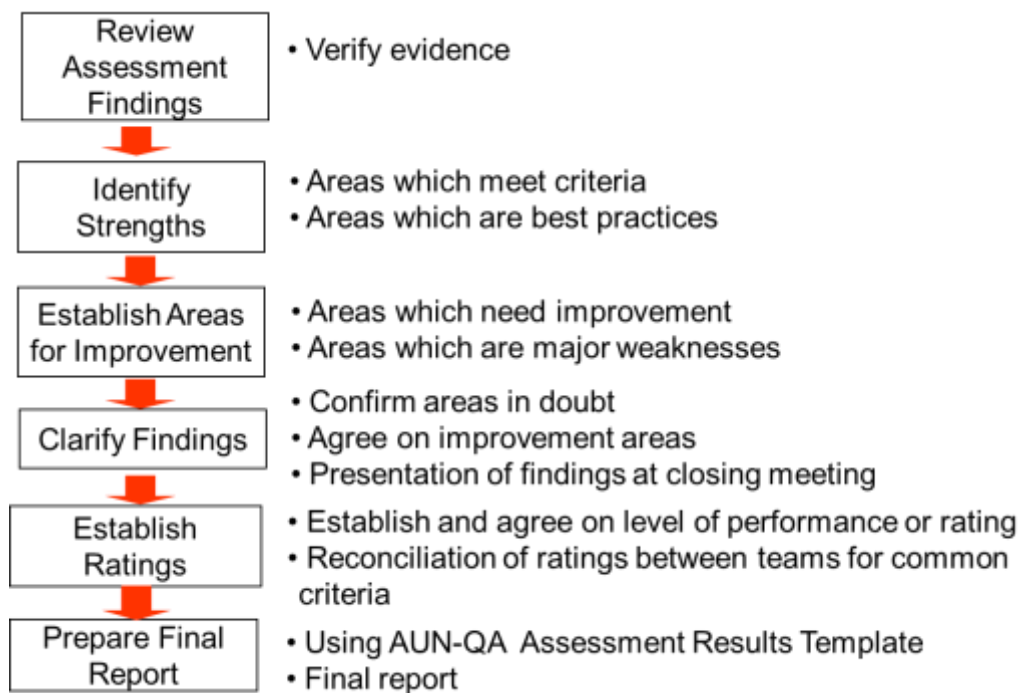 Review
Assessment
Findings
• Verify evidence
Identify
Strengths
• Areas which meet criteria
• Areas which are best practices
Establish Areas
for Improvement
• Areas which need improvement
• Areas which are major weaknesses
Clarify Findings
• Confirm areas in doubt
• Agree on improvement areas
• Presentation of findings at closing meeting
Establish
Ratings
• Establish and agree on level of performance or rating
• Reconciliation of ratings between teams for common
criteria
Prepare Final
Report
• Using AUN-QA Assessment Results Template
• Final report